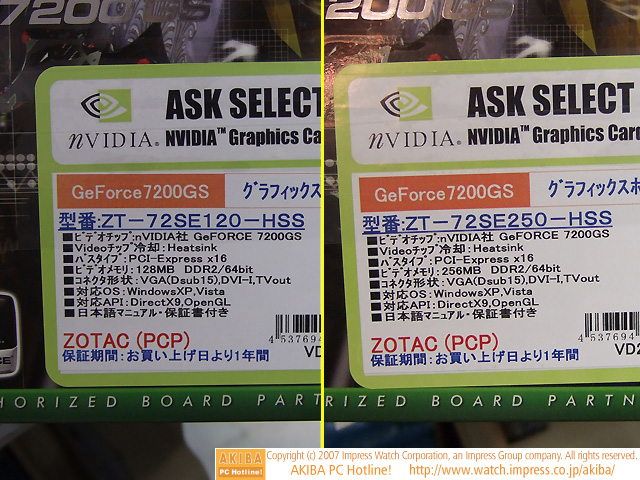 7200GS
ASK SELECT
nVIDIA®
NVIDIA™ Graphics Ca
GeForce7200GS
グラフィックス
型番:ZT-72SE120-HSS
■ビデオチップ:nVIDIA社 GeFORCE 7200GS
■Videoチップ冷却:Heatsink
■バスタイプ:PCI-Express x16
■ビデオメモリ:128MB DDR2/64bit
■コネクタ形状:VGA(Dsub15),DVI-I,TVout
■対応OS:WindowsXP,Vista
■対応API:DirectX9,OpenGL
■日本語マニュアル・保証書付き
ZOTAC (PCP)
保証期間:お買い上げ日より1年間
4 537694
VD
HORIZED BOARD PARTN
200GS
ASK SELECT
nVIDIA®
NVIDIA™ Graphics Card
GeForce7200GS
グラフィックスボ
型番:ZT-72SE250-HSS
■ビデオチップ:nVIDIA社 GeFORCE 7200GS
■Videoチップ冷却:Heatsink
■バスタイプ:PCI-Express x16
■ビデオメモリ:256MB DDR2/64bit
■コネクタ形状:VGA(Dsub15),DVI-I,TVout
■対応OS:WindowsXP,Vista
■対応API:DirectX9,OpenGL
■日本語マニュアル・保証書付き
ZOTAC (PCP)
保証期間:お買い上げ日より1年間
4 537694
VD2
RIZED BOARD PARTN
AKIBA PC Hotline!
Copyright (c) 2007 Impress Watch Corporation, an Impress Group company. All rights reserved.
AKIBA PC Hotline! http://www.watch.impress.co.jp/akiba/